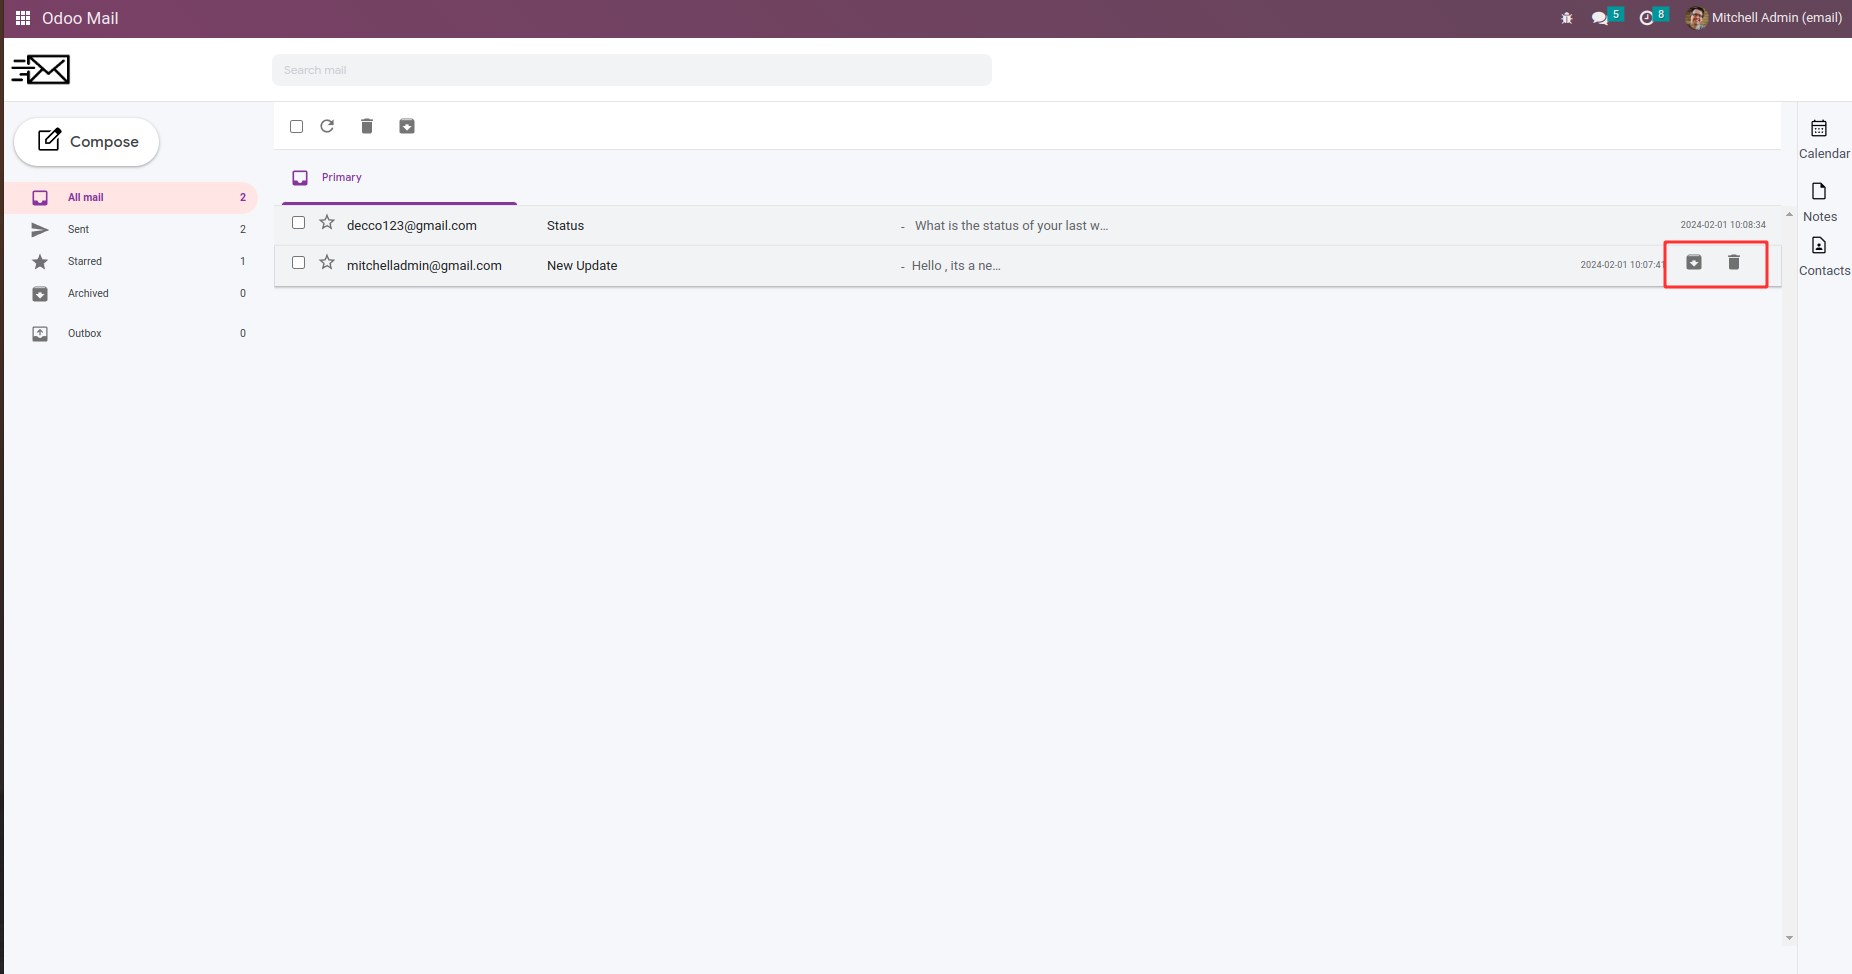 Odoo Mail
5
8
Mitchell Admin (email)
Search mail
Compose
All mail 2
Sent 2
Starred 1
Archived 0
Outbox 0
Primary
decco123@gmail.com Status - What is the status of your last w... 2024-02-01 10:08:34
mitchelladmin@gmail.com New Update - Hello , its a ne... 2024-02-01 10:07:41
Calendar
Notes
Contacts